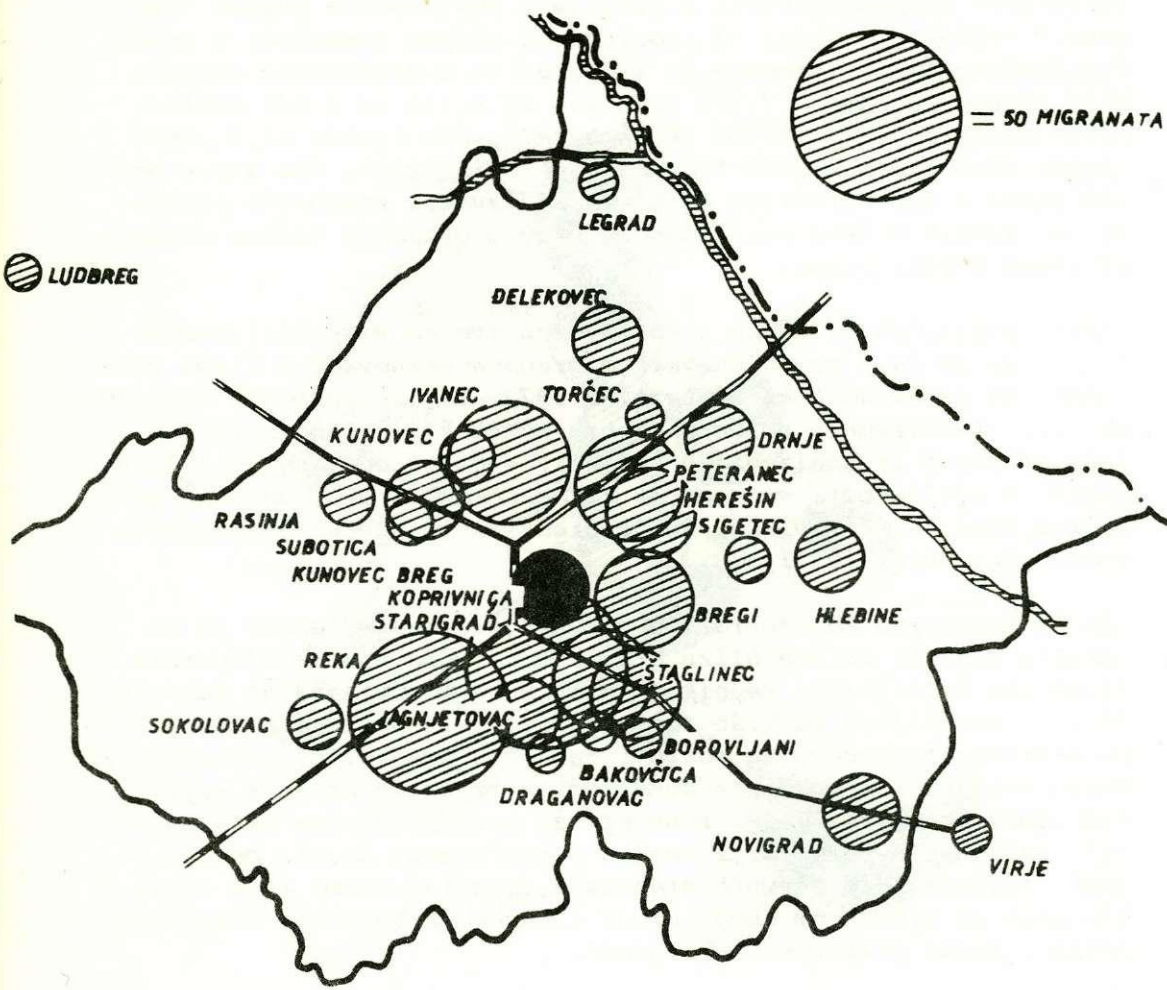 = 50 MIGRANATA
LEGRAD
LUDBREG
ĐELEKOVEC
IVANEC
TORČEC
KUNOVEC
DRNJE
PETERANEC
HEREŠIN
RASINJA
SIGETEC
SUBOTICA
KUNOVEC BREG
KOPRIVNICA
BREGI
HLEBINE
STARIGRAD
REKA
ŠTAGLINEC
SOKOLOVAC
JAGNJETOVAC
BOROVLJANI
BAKOVČICA
DRAGANOVAC
NOVIGRAD
VIRJE